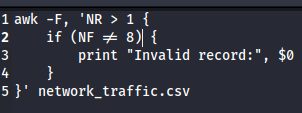 1 awk -F, 'NR > 1 {
2     if (NF != 8) {
3         print "Invalid record:", $0
4     }
5 }' network_traffic.csv